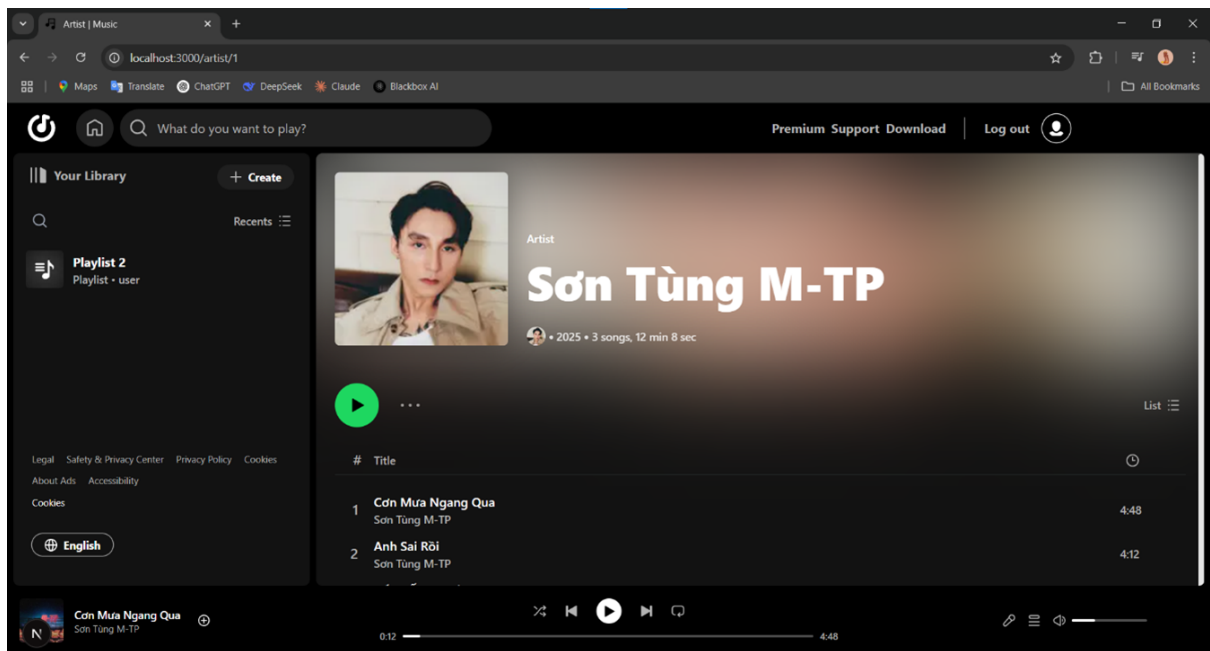 Artist | Music
localhost:3000/artist/1
Maps Translate ChatGPT DeepSeek Claude Blackbox AI All Bookmarks
What do you want to play?
Premium Support Download Log out
Your Library
+ Create
Recents
Playlist 2
Playlist • user
Legal Safety & Privacy Center Privacy Policy Cookies
About Ads Accessibility
Cookies
English
Artist
Sơn Tùng M-TP
• 2025 • 3 songs, 12 min 8 sec
List
# Title
1 Cơn Mưa Ngang Qua 4:48
Sơn Tùng M-TP
2 Anh Sai Rồi 4:12
Sơn Tùng M-TP
Cơn Mưa Ngang Qua
Sơn Tùng M-TP
N
0:12 4:48